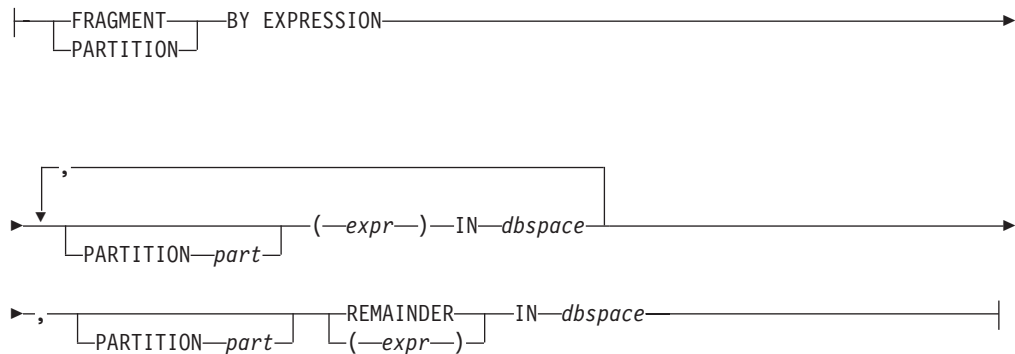 FRAGMENT BY EXPRESSION
PARTITION
,
( expr ) IN dbspace
PARTITION part
, REMAINDER IN dbspace
PARTITION part ( expr )